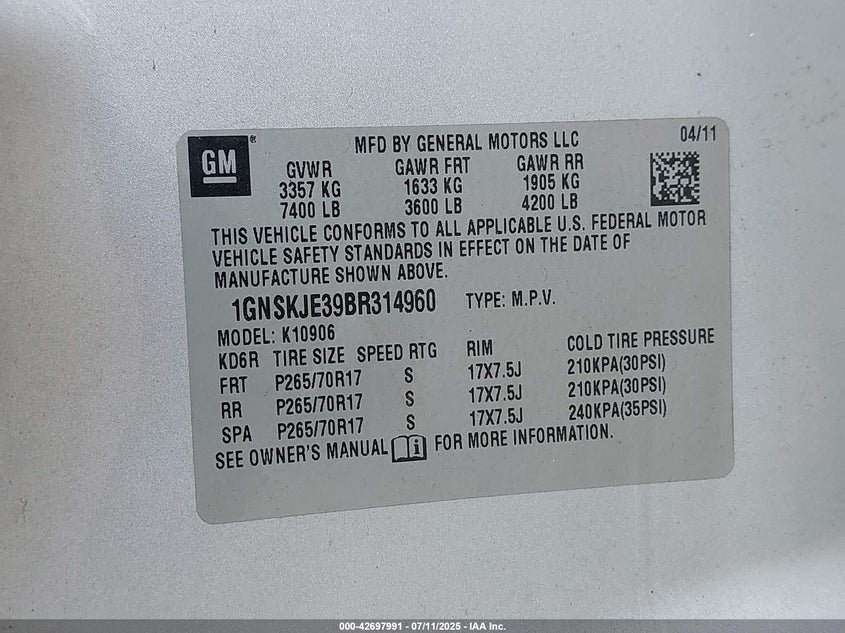 GM ® MFD BY GENERAL MOTORS LLC 04/11
GVWR GAWR FRT GAWR RR
3357 KG 1633 KG 1905 KG
7400 LB 3600 LB 4200 LB
THIS VEHICLE CONFORMS TO ALL APPLICABLE U.S. FEDERAL MOTOR
VEHICLE SAFETY STANDARDS IN EFFECT ON THE DATE OF
MANUFACTURE SHOWN ABOVE.
1GNSKJE39BR314960 TYPE: M.P.V.
MODEL: K10906
KD6R TIRE SIZE SPEED RTG RIM COLD TIRE PRESSURE
FRT P265/70R17 S 17X7.5J 210KPA(30PSI)
RR P265/70R17 S 17X7.5J 210KPA(30PSI)
SPA P265/70R17 S 17X7.5J 240KPA(35PSI)
SEE OWNER'S MANUAL i FOR MORE INFORMATION.
000-42697991 - 07/11/2025 - IAA Inc.